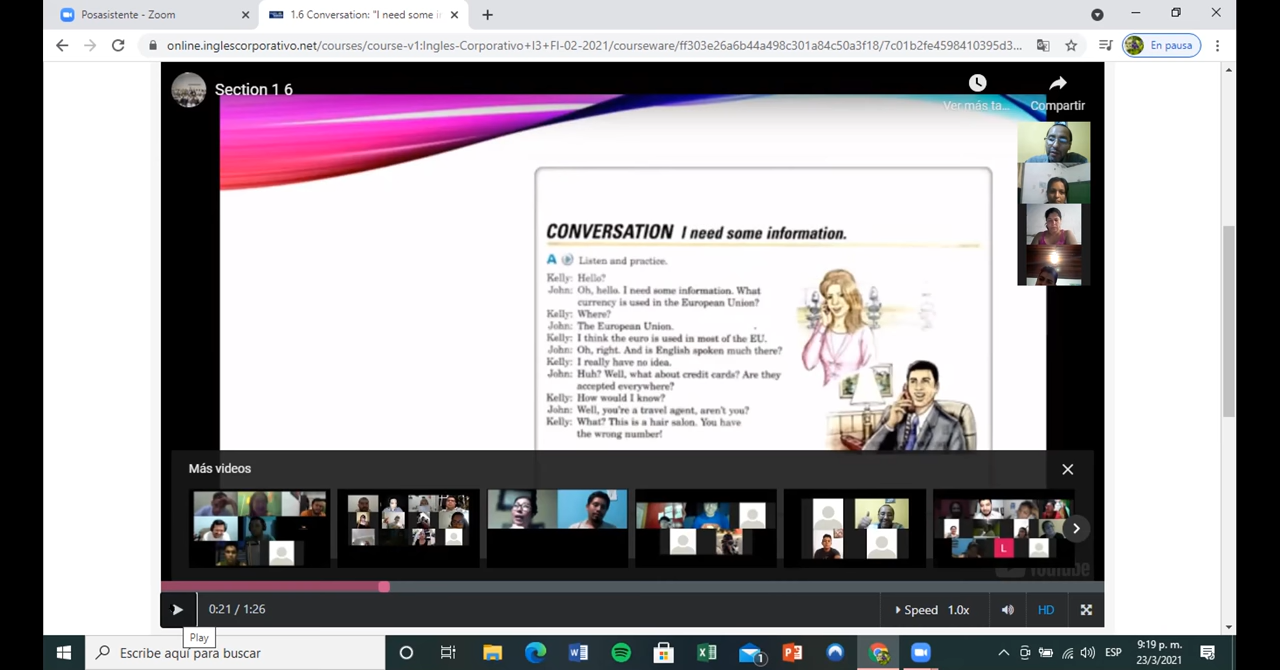 Posasistente - Zoom
1.6 Conversation: "I need some i
online.inglescorporativo.net/courses/course-v1:Ingles-Corporativo+I3+FI-02-2021/courseware/ff303e26a6b44a498c301a84c50a3f18/7c01b2fe4598410395d3...
En pausa
Section 1 6
Ver más ta...
Compartir
CONVERSATION I need some information.
A Listen and practice.
Kelly: Hello?
John: Oh, hello. I need some information. What
currency is used in the European Union?
Kelly: Where?
John: The European Union.
Kelly: I think the euro is used in most of the EU.
John: Oh, right. And is English spoken much there?
Kelly: I really have no idea.
John: Huh? Well, what about credit cards? Are they
accepted everywhere?
Kelly: How would I know?
John: Well, you're a travel agent, aren't you?
Kelly: What? This is a hair salon. You have
the wrong number!
Más videos
L
YouTube
0:21 / 1:26
Speed 1.0x
HD
Play
Escribe aquí para buscar
1
ESP
9:19 p. m.
23/3/2021